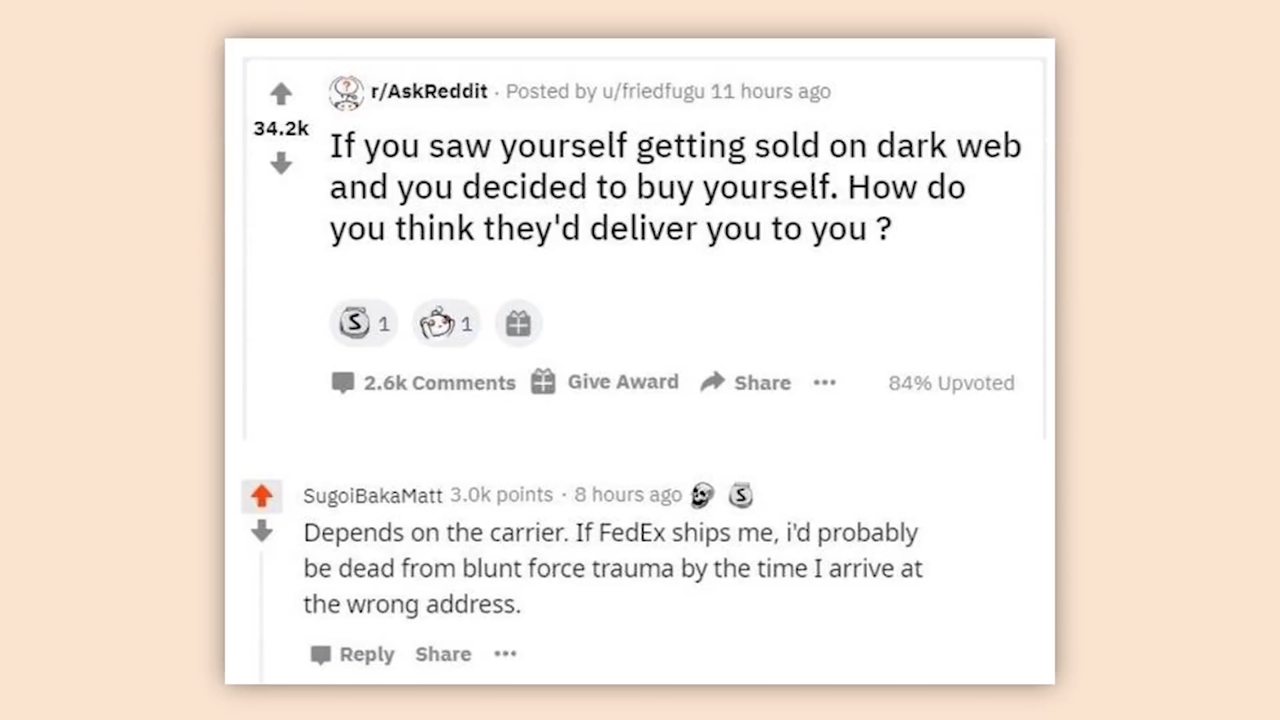 r/AskReddit · Posted by u/friedfugu 11 hours ago
34.2k
If you saw yourself getting sold on dark web
and you decided to buy yourself. How do
you think they'd deliver you to you ?
S 1 1
2.6k Comments Give Award Share ··· 84% Upvoted
SugoiBakaMatt 3.0k points · 8 hours ago S
Depends on the carrier. If FedEx ships me, i'd probably
be dead from blunt force trauma by the time I arrive at
the wrong address.
Reply Share ···